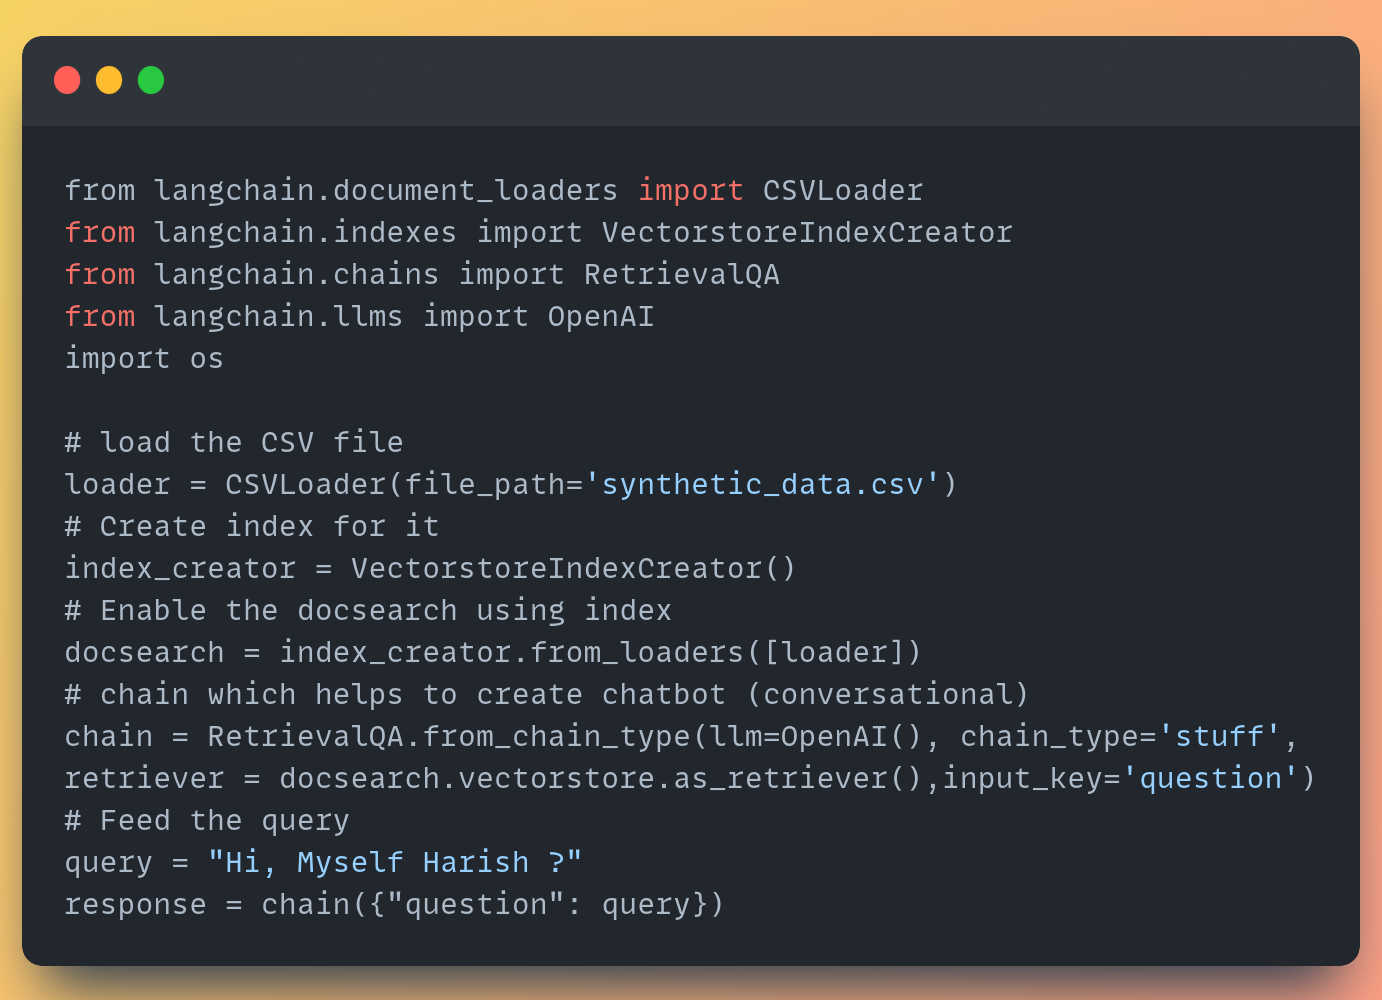 from langchain.document_loaders import CSVLoader
from langchain.indexes import VectorstoreIndexCreator
from langchain.chains import RetrievalQA
from langchain.llms import OpenAI
import os

# load the CSV file
loader = CSVLoader(file_path='synthetic_data.csv')
# Create index for it
index_creator = VectorstoreIndexCreator()
# Enable the docsearch using index
docsearch = index_creator.from_loaders([loader])
# chain which helps to create chatbot (conversational)
chain = RetrievalQA.from_chain_type(llm=OpenAI(), chain_type='stuff',
retriever = docsearch.vectorstore.as_retriever(),input_key='question')
# Feed the query
query = "Hi, Myself Harish ?"
response = chain({"question": query})